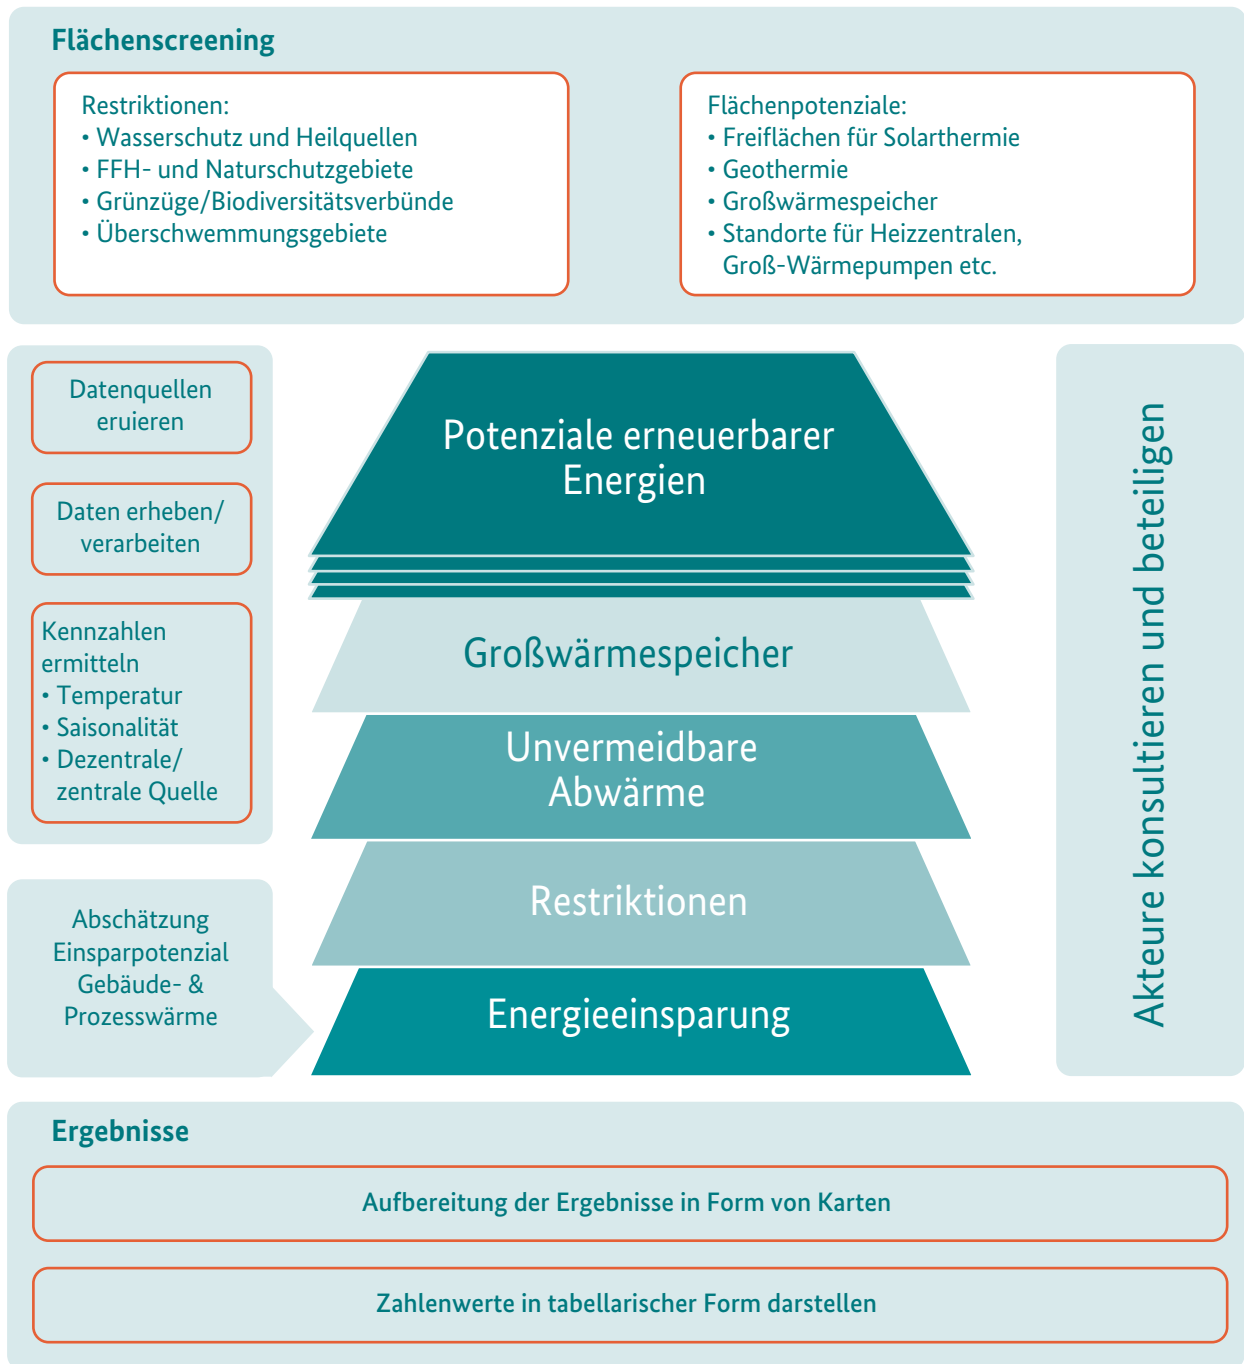 Flächenscreening
Restriktionen:
• Wasserschutz und Heilquellen
• FFH- und Naturschutzgebiete
• Grünzüge/Biodiversitätsverbünde
• Überschwemmungsgebiete
Flächenpotenziale:
• Freiflächen für Solarthermie
• Geothermie
• Großwärmespeicher
• Standorte für Heizzentralen,
Groß-Wärmepumpen etc.
Datenquellen
eruieren
Daten erheben/
verarbeiten
Kennzahlen
ermitteln
• Temperatur
• Saisonalität
• Dezentrale/
zentrale Quelle
Abschätzung
Einsparpotenzial
Gebäude- &
Prozesswärme
Potenziale erneuerbarer
Energien
Großwärmespeicher
Unvermeidbare
Abwärme
Restriktionen
Energieeinsparung
Akteure konsultieren und beteiligen
Ergebnisse
Aufbereitung der Ergebnisse in Form von Karten
Zahlenwerte in tabellarischer Form darstellen